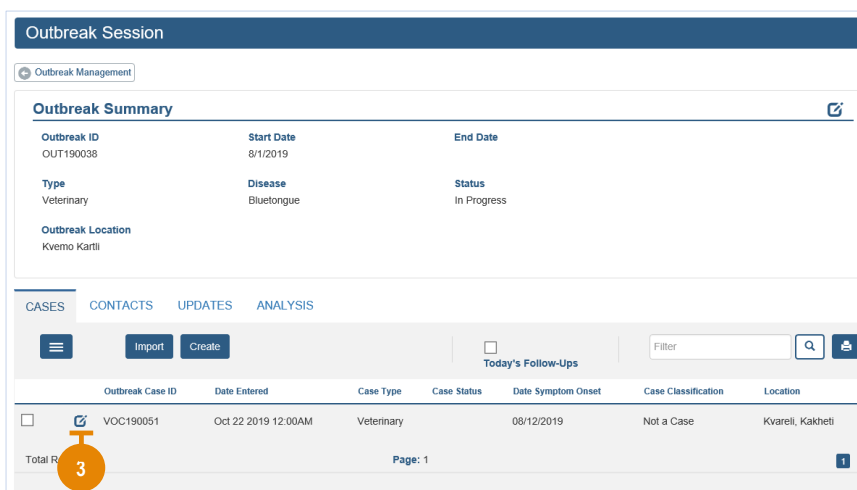 Outbreak Session
Outbreak Management
Outbreak Summary
Outbreak ID Start Date End Date
OUT190038 8/1/2019
Type Disease Status
Veterinary Bluetongue In Progress
Outbreak Location
Kvemo Kartli
CASES CONTACTS UPDATES ANALYSIS
Import Create Filter
Today's Follow-Ups
Outbreak Case ID Date Entered Case Type Case Status Date Symptom Onset Case Classification Location
VOC190051 Oct 22 2019 12:00AM Veterinary 08/12/2019 Not a Case Kvareli, Kakheti
Total Page: 1 1
3